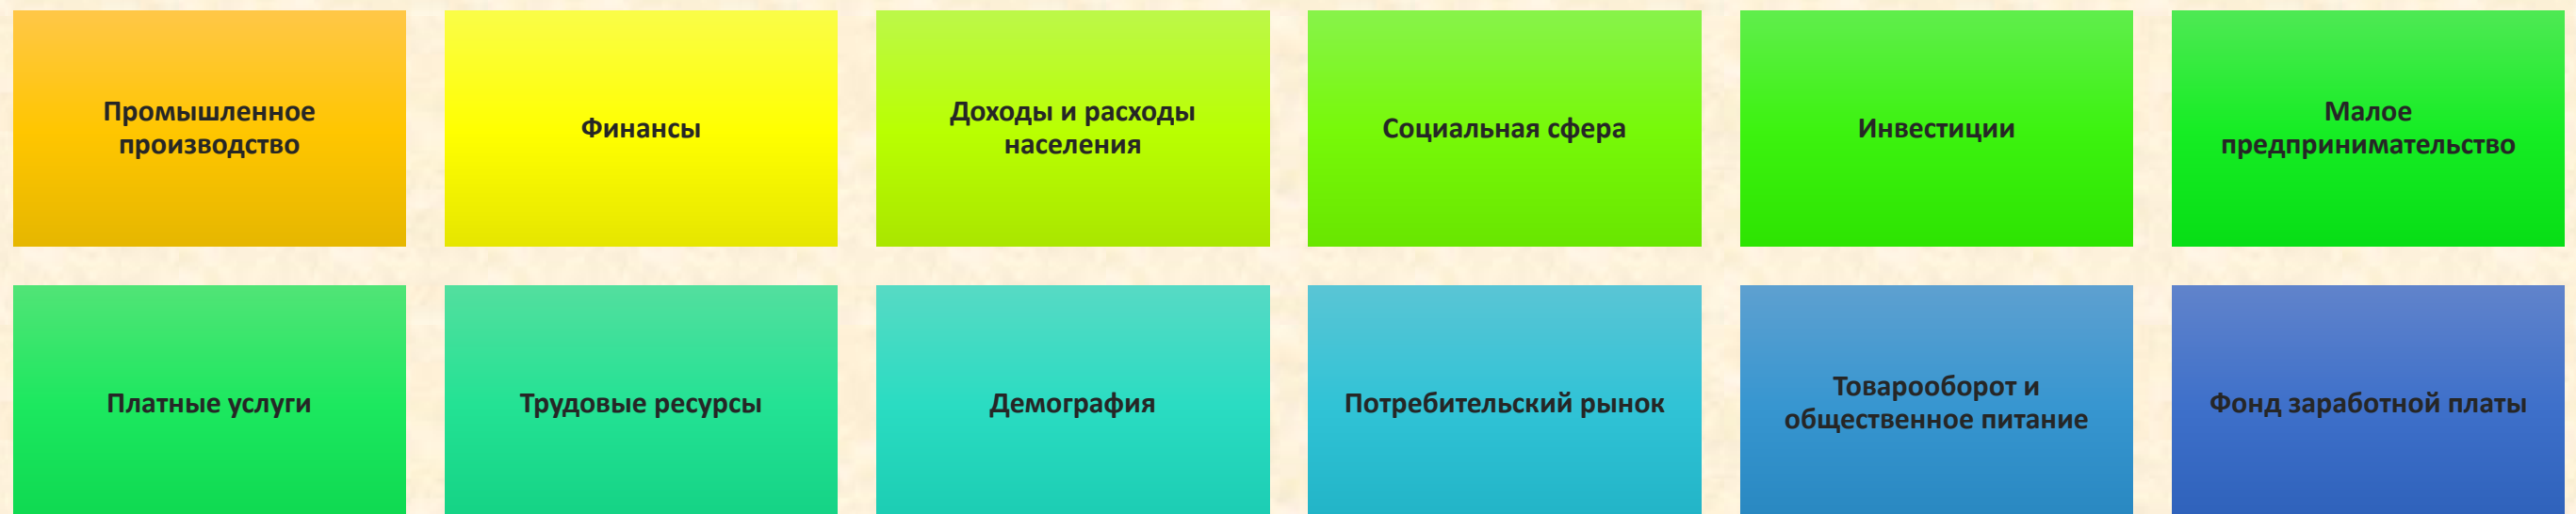 Промышленное
производство
Финансы
Доходы и расходы
населения
Социальная сфера
Инвестиции
Малое
предпринимательство
Платные услуги
Трудовые ресурсы
Демография
Потребительский рынок
Товарооборот и
общественное питание
Фонд заработной платы